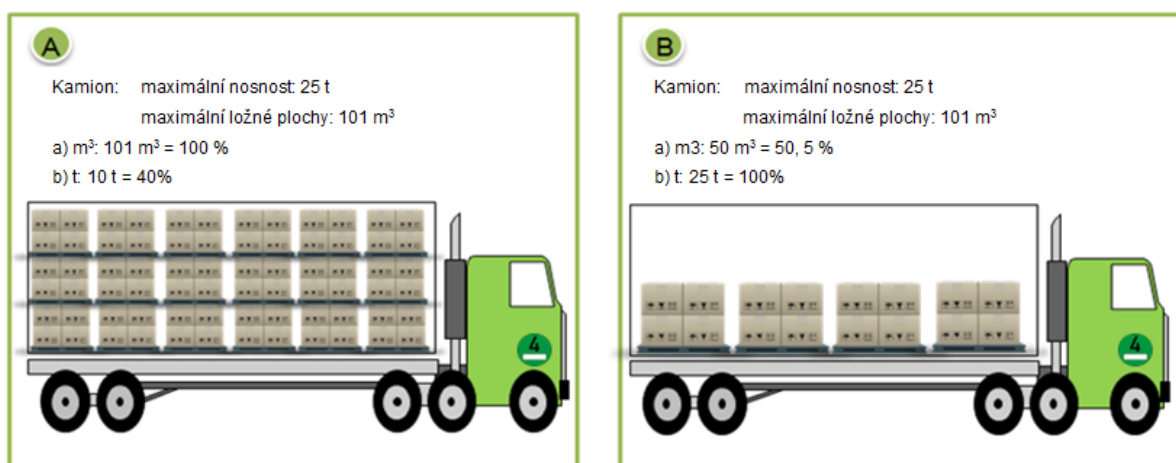 A
Kamion: maximální nosnost: 25 t
maximální ložné plochy: 101 m³
a) m³: 101 m³ = 100 %
b) t: 10 t = 40%
4
B
Kamion: maximální nosnost: 25 t
maximální ložné plochy: 101 m³
a) m3: 50 m³ = 50, 5 %
b) t: 25 t = 100%
4